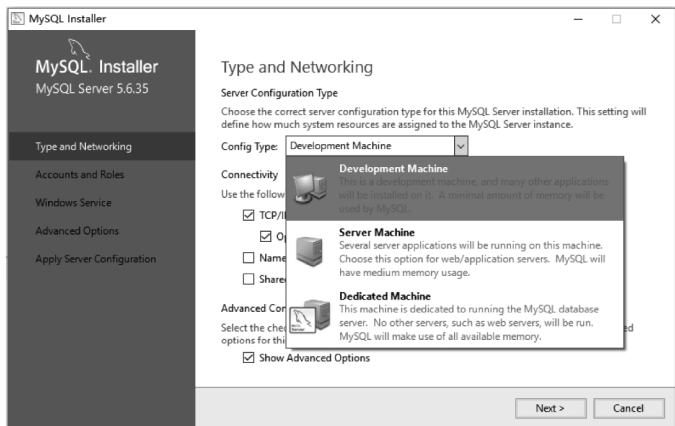 MySQL Installer
MySQL. Installer
MySQL Server 5.6.35
Type and Networking
Accounts and Roles
Windows Service
Advanced Options
Apply Server Configuration
Type and Networking
Server Configuration Type
Choose the correct server configuration type for this MySQL Server installation. This setting will
define how much system resources are assigned to the MySQL Server instance.
Config Type: Development Machine
Connectivity
Use the follow
TCP/I
Op
Name
Share
Development Machine
This is a development machine, and many other applications
will be installed on it. A minimal amount of memory will be
used by MySQL.
Server Machine
Several server applications will be running on this machine.
Choose this option for web/application servers. MySQL will
have medium memory usage.
Dedicated Machine
This machine is dedicated to running the MySQL database
server. No other servers, such as web servers, will be run.
MySQL will make use of all available memory.
Advanced Con
Select the chec
ed
options for thi
Show Advanced Options
Next >
Cancel